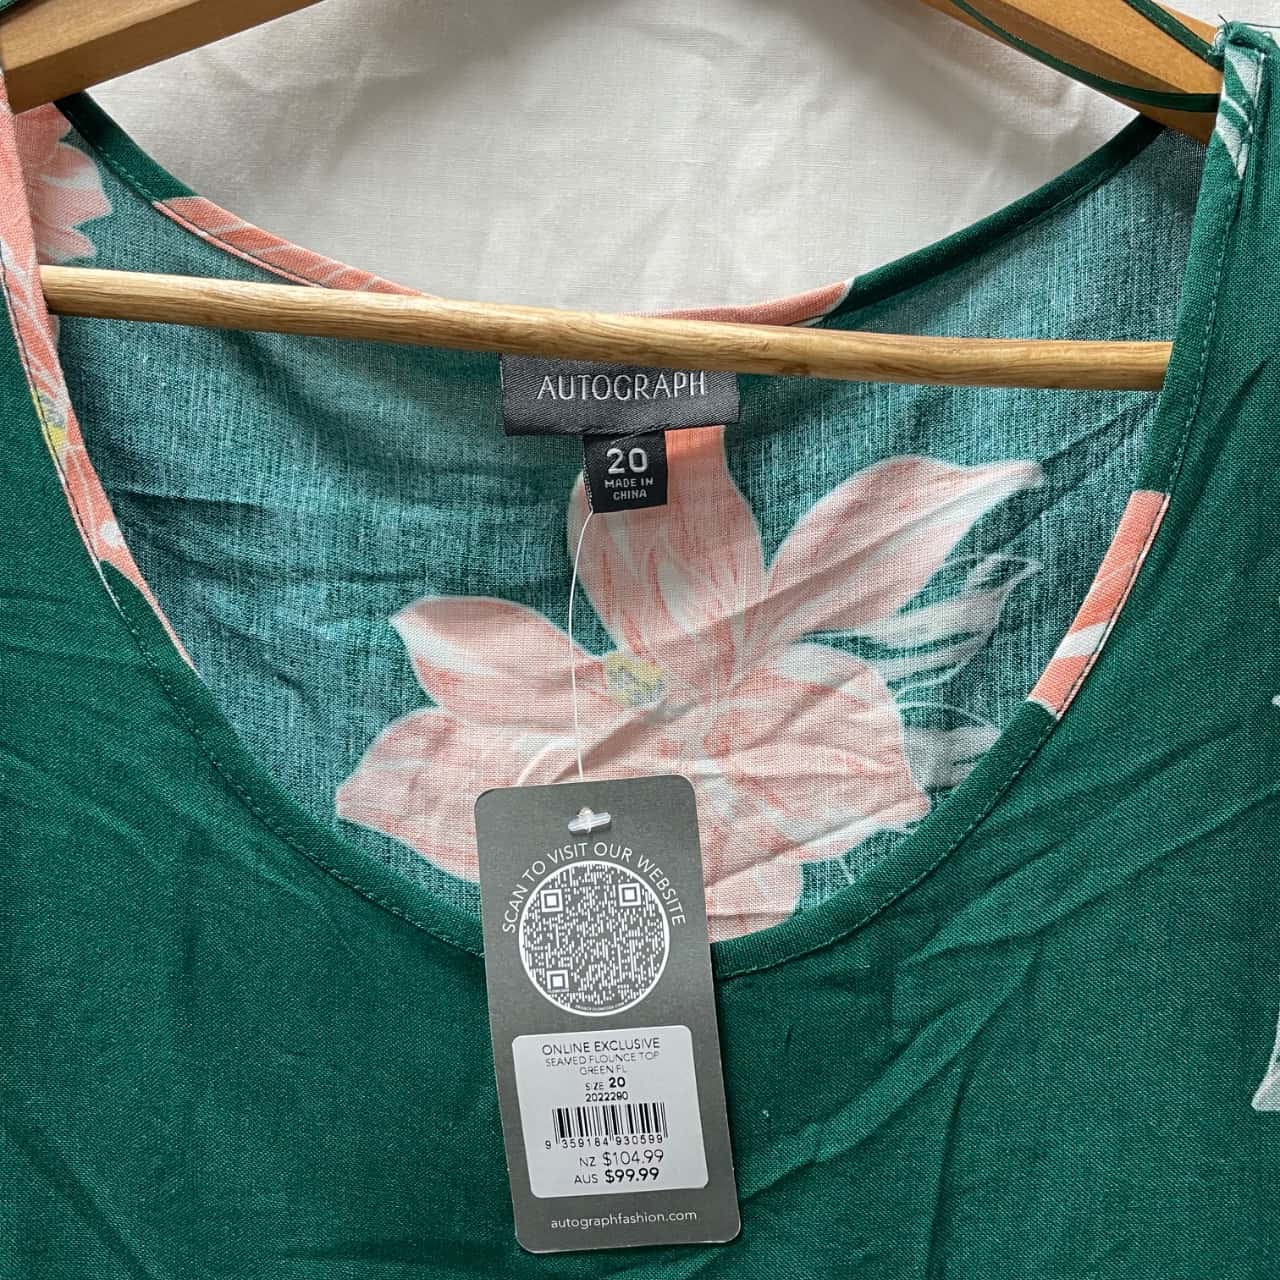 AUTOGRAPH
20
MADE IN
CHINA
SCAN TO VISIT OUR WEBSITE
ONLINE EXCLUSIVE
SEAMED FLOUNCE TOP
GREEN FL
SIZE 20
2022290
9 359184 930599
NZ $104.99
AUS $99.99
autographfashion.com